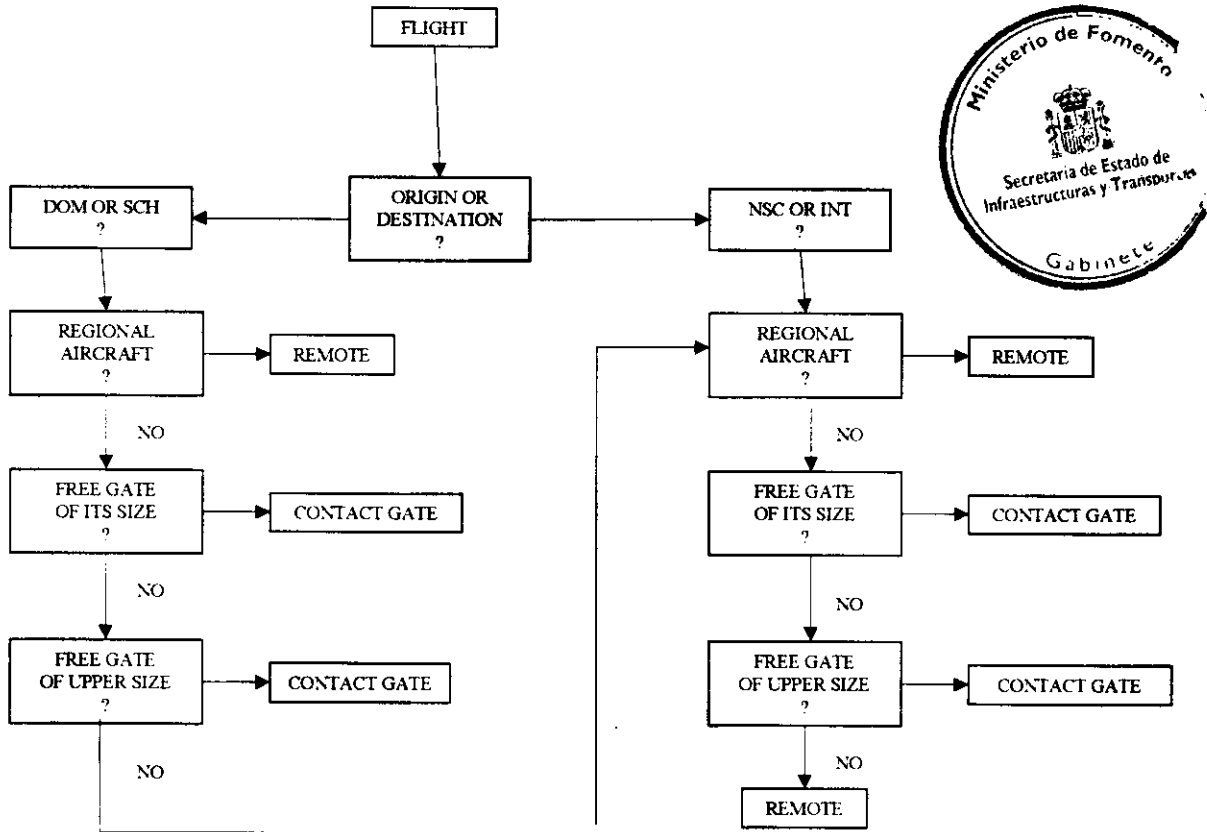 FLIGHT
Ministerio de Fomento
Secretaria de Estado de
Infraestructuras y
Gabinete
DOM OR SCH
?
ORIGIN OR
DESTINATION
?
NSC OR INT
?
REGIONAL
AIRCRAFT
?
REMOTE
REGIONAL
AIRCRAFT
?
REMOTE
NO
NO
FREE GATE
OF ITS SIZE
?
CONTACT GATE
FREE GATE
OF ITS SIZE
?
CONTACT GATE
NO
NO
FREE GATE
OF UPPER SIZE
?
CONTACT GATE
FREE GATE
OF UPPER SIZE
?
CONTACT GATE
NO
NO
REMOTE